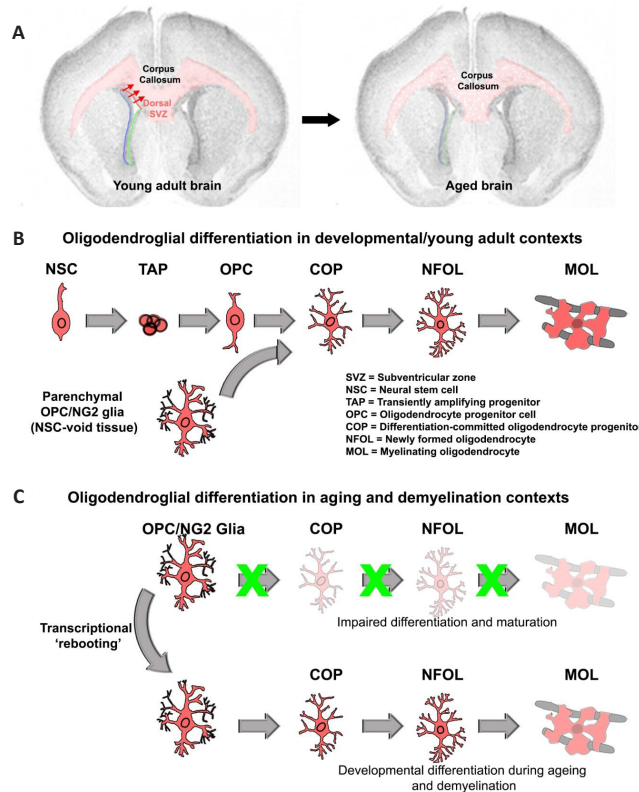 A
Corpus
Callosum
Dorsal
SVZ
Young adult brain
Corpus
Callosum
Aged brain
B
Oligodendroglial differentiation in developmental/young adult contexts
NSC TAP OPC COP NFOL MOL
Parenchymal
OPC/NG2 glia
(NSC-void tissue)
SVZ = Subventricular zone
NSC = Neural stem cell
TAP = Transiently amplifying progenitor
OPC = Oligodendrocyte progenitor cell
COP = Differentiation-committed oligodendrocyte progenito
NFOL = Newly formed oligodendrocyte
MOL = Myelinating oligodendrocyte
C
Oligodendroglial differentiation in aging and demyelination contexts
OPC/NG2 Glia COP NFOL MOL
X X X
Impaired differentiation and maturation
Transcriptional
‘rebooting’
COP NFOL MOL
Developmental differentiation during ageing
and demyelination